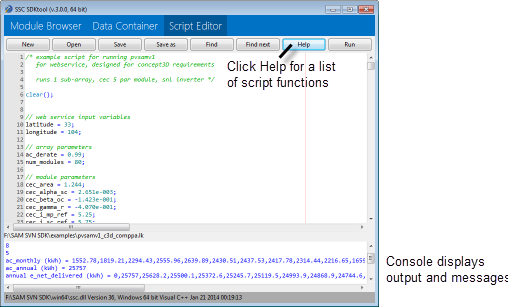 SSC SDKtool (v.3.0.0)
Module Browser Data Container Script Editor
New Open Save Save as Find Find next Help Run
1 /* example script for running pvsamv1
2 for webservice, designed for concept3D requirements
3
4 runs 1 sub-array, cec 5 par module, snl inverter */
5
6 clear();
7
8
9 // web service input variables
10 latitude = 33;
11 longitude = 104;
12
13 // array parameters
14 ac_derate = 0.99;
15 num_modules = 80;
16
17 // module parameters
18 cec_area = 1.244;
19 cec_alpha_sc = 2.651e-003;
20 cec_beta_oc = -1.423e-001;
21 cec_gamma_r = -4.070e-001;
22 cec_i_mp_ref = 5.25;
23 cec_i_sc_ref = 5.75;
Click Help for a list
of script functions
F:\SAM SVN SDK\examples\pvsamv1_c3d_comppa.lk
8
5
ac_monthly (kWh) = 1552.78,1819.21,2294.43,2555.96,2639.89,2430.51,2437.53,2417.78,2314.44,2216.65,1659
ac_annual (kWh) = 25757
annual e_net_delivered (kWh) = 0,25757,25628.2,25500.1,25372.6,25245.7,25119.5,24993.9,24868.9,24744.6,
F:\SAM SVN SDK\win64\ssc.dll Version 36, Windows 64 bit Visual C++ Jan 21 2014 00:19:13
Console displays
output and messages